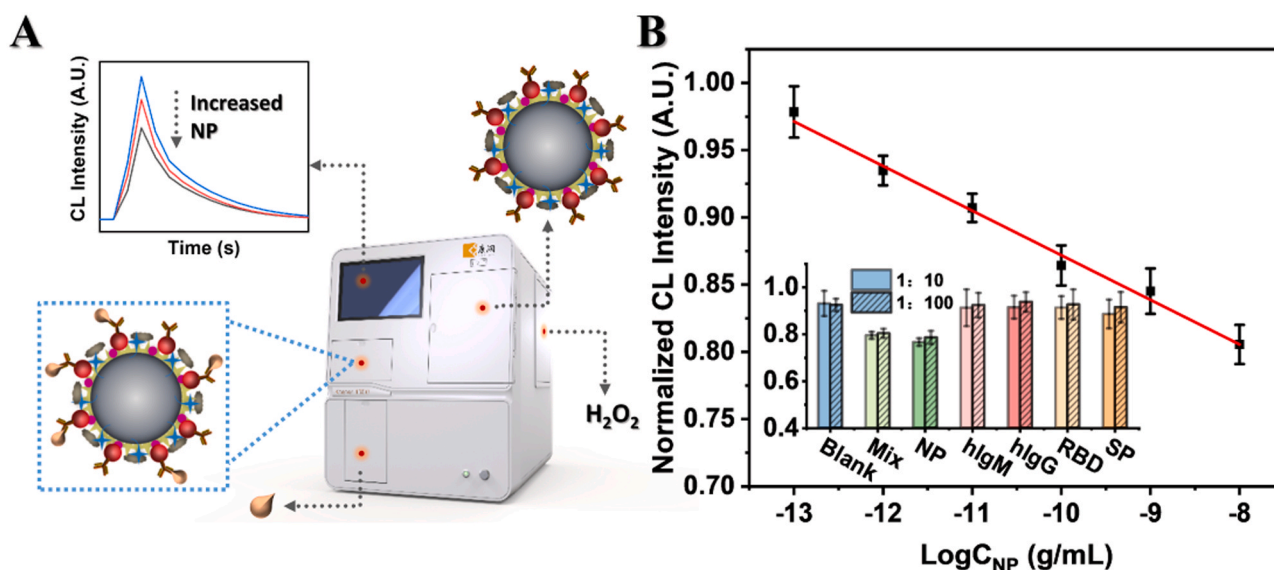 A
CL Intensity (A.U.)
Increased
NP
Time (s)
H₂O₂
B
Normalized CL Intensity (A.U.)
1.00
0.95
0.90
0.85
0.80
0.75
0.70
-13
-12
-11
-10
-9
-8
LogC_NP (g/mL)
1.0
0.8
0.6
0.4
1: 10
1: 100
Blank
Mix
NP
hIgM
hIgG
RBD
SP